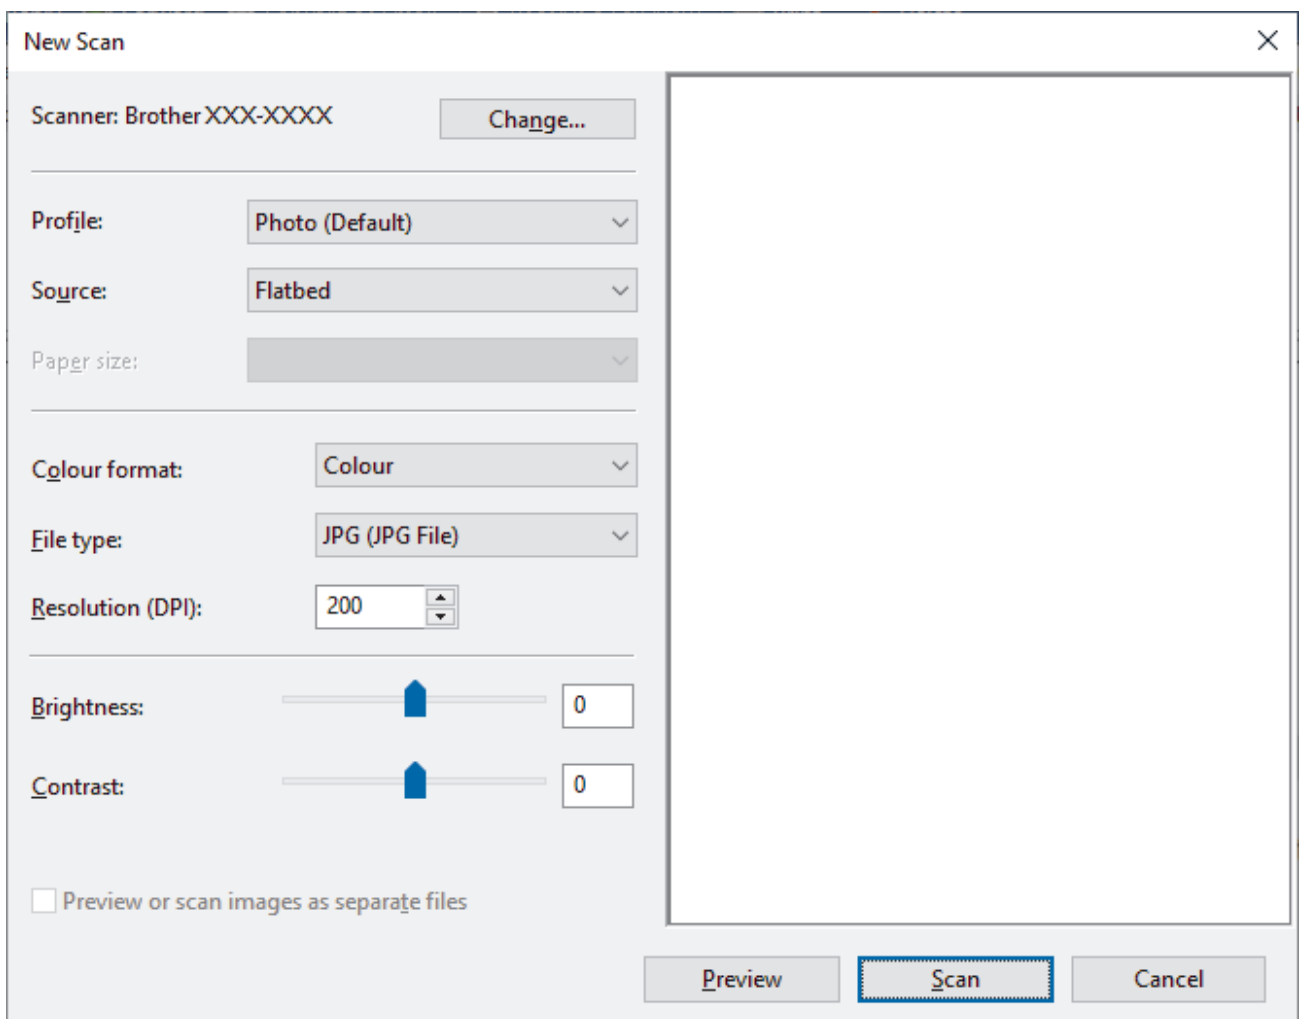 New Scan
Scanner: Brother XXX-XXXX
Change...
Profile: Photo (Default)
Source: Flatbed
Paper size:
Colour format: Colour
File type: JPG (JPG File)
Resolution (DPI): 200
Brightness: 0
Contrast: 0
Preview or scan images as separate files
Preview Scan Cancel